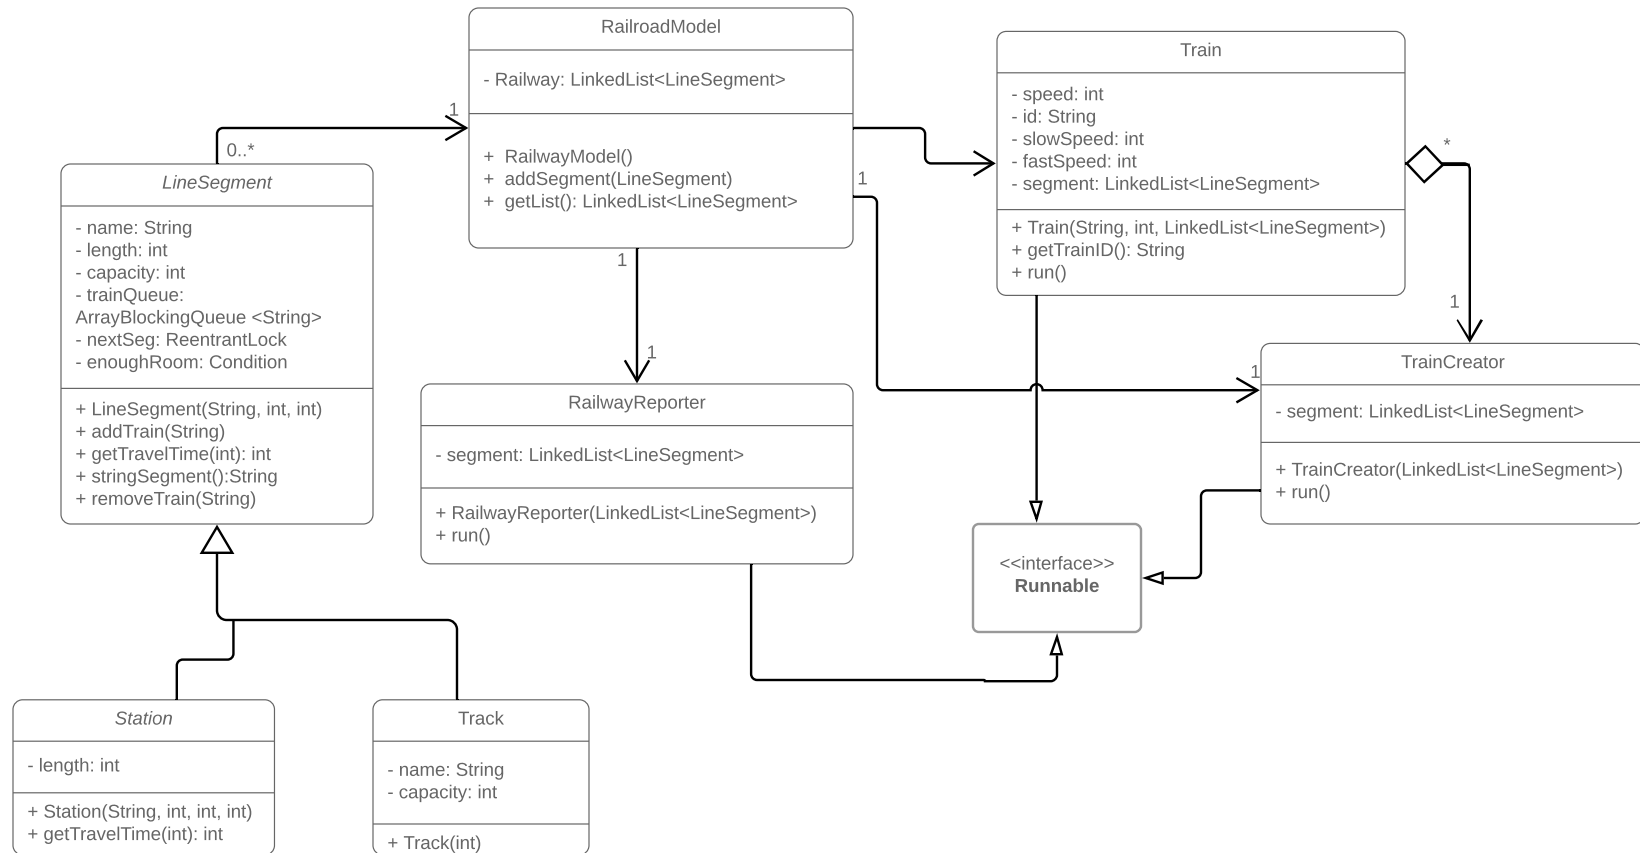 RailroadModel
- Railway: LinkedList<LineSegment>
+  RailwayModel()
+  addSegment(LineSegment)
+  getList(): LinkedList<LineSegment>
Train
- speed: int
- id: String
- slowSpeed: int
- fastSpeed: int
- segment: LinkedList<LineSegment>
+ Train(String, int, LinkedList<LineSegment>)
+ getTrainID(): String
+ run()
1
0..*
1
*
LineSegment
- name: String
- length: int
- capacity: int
- trainQueue:
ArrayBlockingQueue <String>
- nextSeg: ReentrantLock
- enoughRoom: Condition
+ LineSegment(String, int, int)
+ addTrain(String)
+ getTravelTime(int): int
+ stringSegment():String
+ removeTrain(String)
1
1
1
1
RailwayReporter
- segment: LinkedList<LineSegment>
+ RailwayReporter(LinkedList<LineSegment>)
+ run()
TrainCreator
- segment: LinkedList<LineSegment>
+ TrainCreator(LinkedList<LineSegment>)
+ run()
<<interface>>
Runnable
Station
- length: int
+ Station(String, int, int, int)
+ getTravelTime(int): int
Track
- name: String
- capacity: int
+ Track(int)